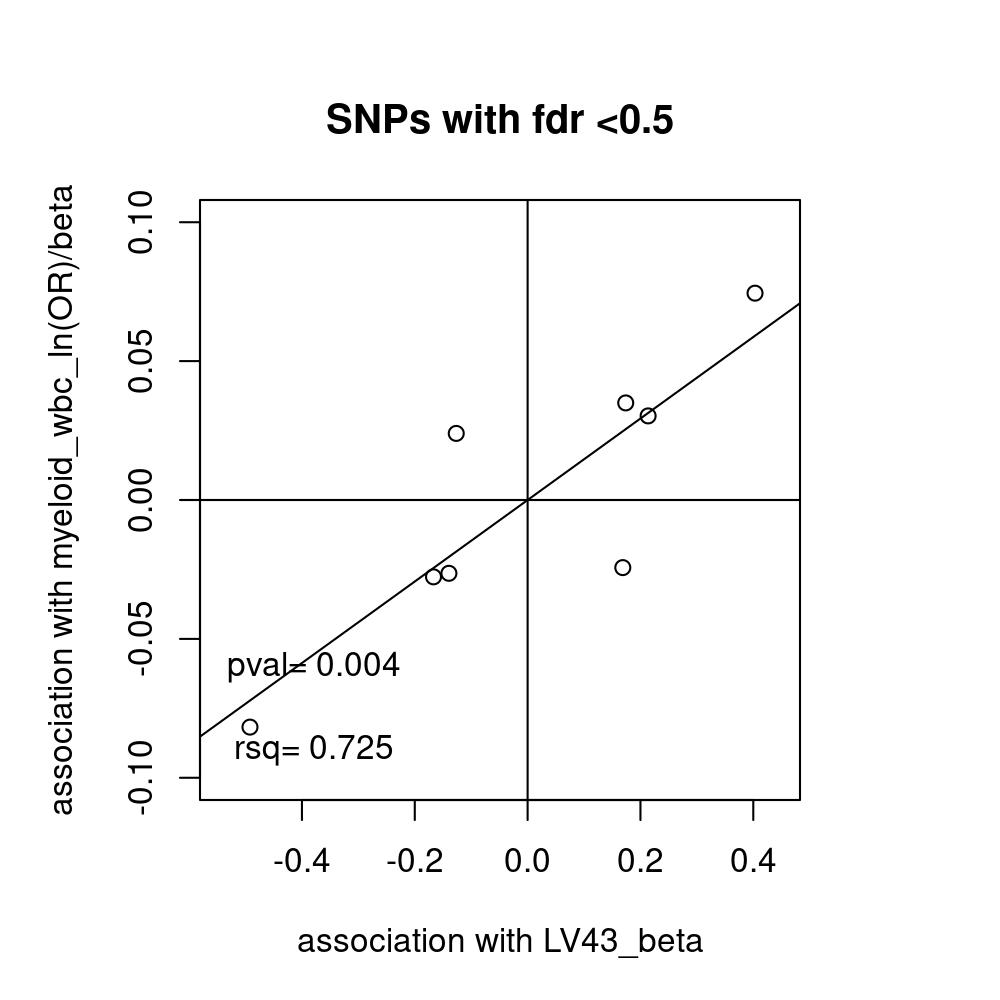 SNPs with fdr <0.5
association with myeloid_wbc_ln(OR)/beta
0.10
0.05
0.00
-0.05
-0.10
pval= 0.004
rsq= 0.725
-0.4 -0.2 0.0 0.2 0.4
association with LV43_beta